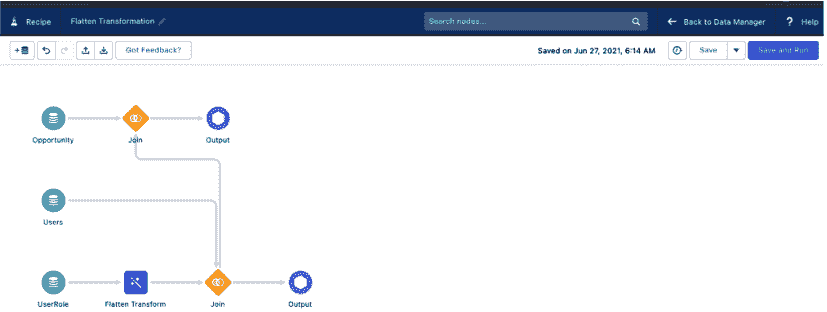 Recipe
Flatten Transformation
Search nodes...
Back to Data Manager
Help
Got Feedback?
Saved on Jun 27, 2021, 6:14 AM
Save
Save and Run
Opportunity
Join
Output
Users
UserRole
Flatten Transform
Join
Output